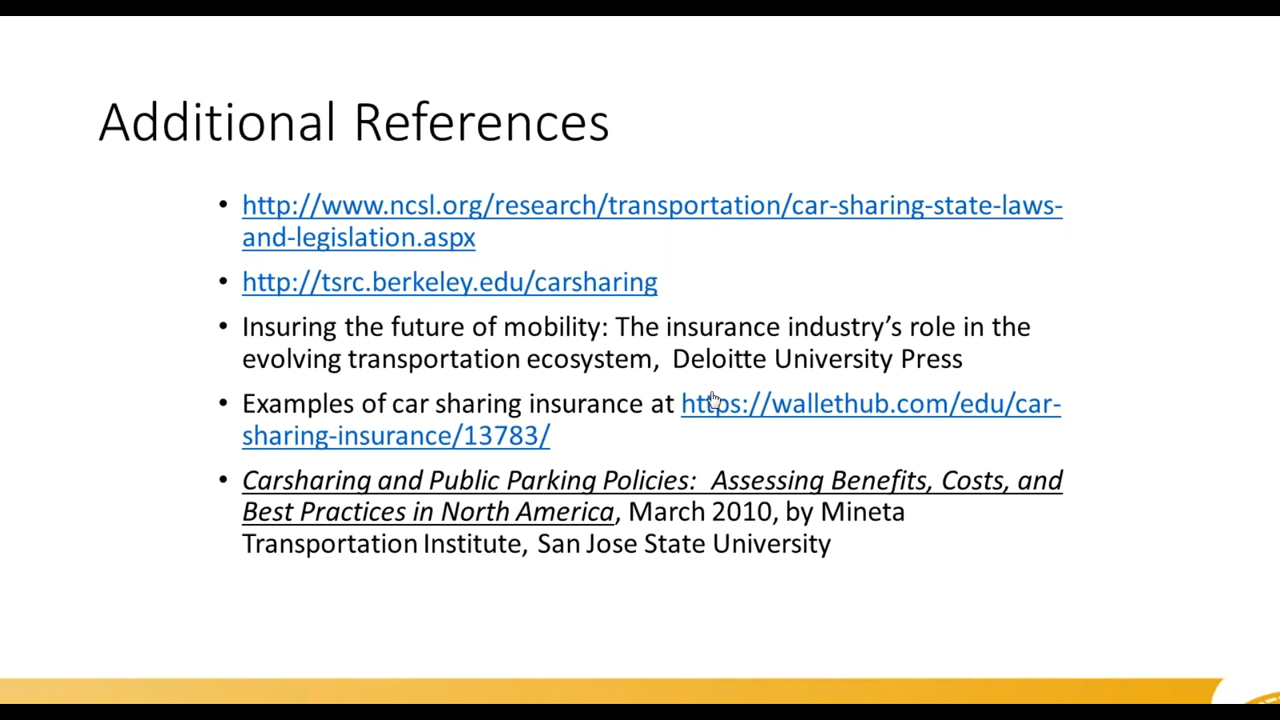 Additional References
• http://www.ncsl.org/research/transportation/car-sharing-state-laws-
and-legislation.aspx
• http://tsrc.berkeley.edu/carsharing
• Insuring the future of mobility: The insurance industry’s role in the
evolving transportation ecosystem,  Deloitte University Press
• Examples of car sharing insurance at https://wallethub.com/edu/car-
sharing-insurance/13783/
• Carsharing and Public Parking Policies:  Assessing Benefits, Costs, and
Best Practices in North America, March 2010, by Mineta
Transportation Institute, San Jose State University